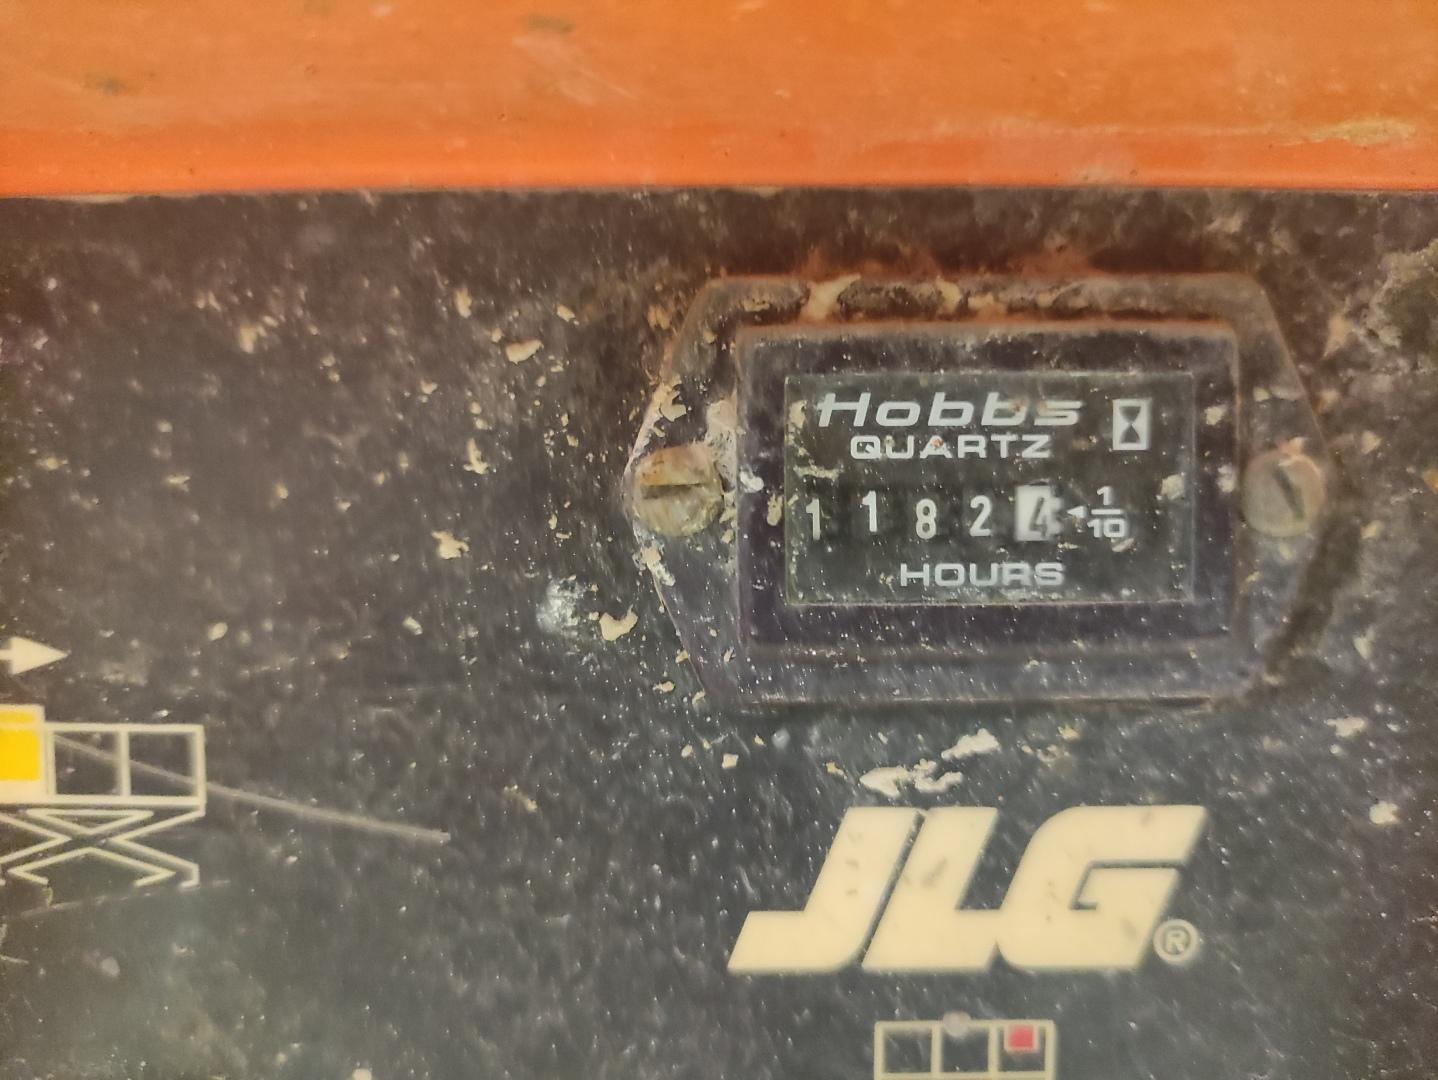 Hobbs
QUARTZ
1 1 8 2 4 1/10
HOURS
JLG®